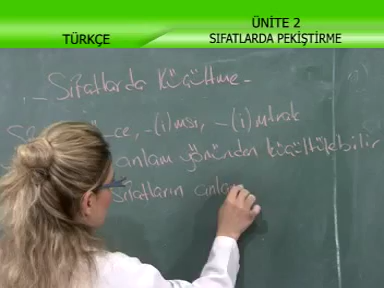 TÜRKÇE
ÜNİTE 2
SIFATLARDA PEKİŞTİRME
Sıfatlarda Küçültme
-ce, -(i)msi, -(i)mtrak
anlam yönünden küçültülebilir
sıfatların anlam